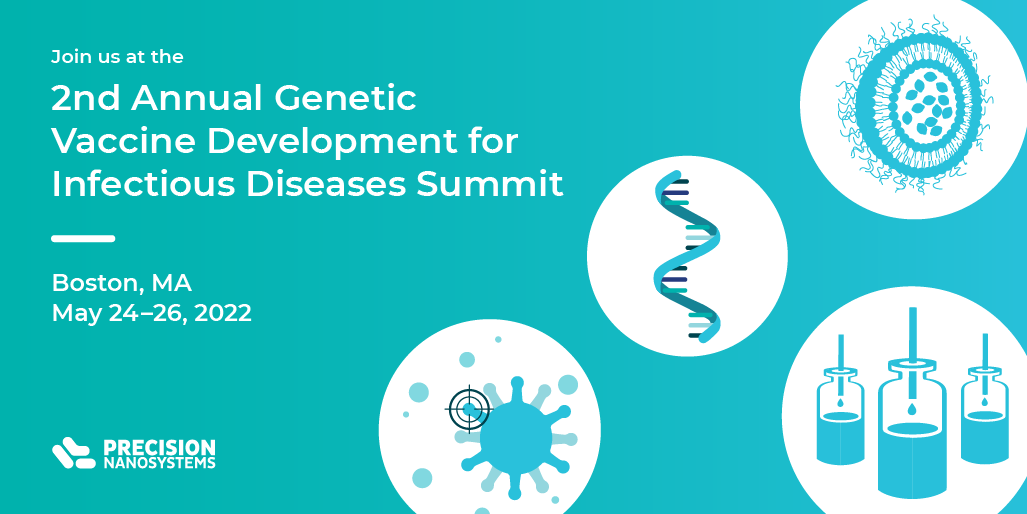 Join us at the
2nd Annual Genetic
Vaccine Development for
Infectious Diseases Summit
Boston, MA
May 24–26, 2022
PRECISION
NANOSYSTEMS